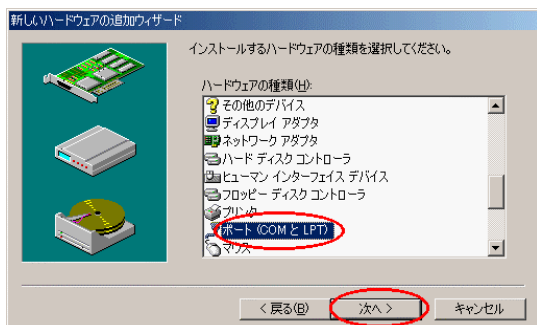 新しいハードウェアの追加ウィザード
インストールするハードウェアの種類を選択してください。
ハードウェアの種類(H):
その他のデバイス
ディスプレイ アダプタ
ネットワーク アダプタ
ハード ディスク コントローラ
ヒューマン インターフェイス デバイス
フロッピー ディスク コントローラ
プリンタ
ポート (COM と LPT)
マウス
< 戻る(B)
次へ >
キャンセル